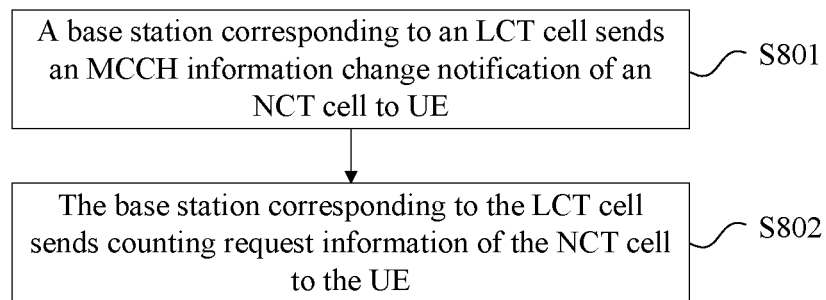 A base station corresponding to an LCT cell sends
an MCCH information change notification of an
NCT cell to UE
S801
The base station corresponding to the LCT cell
sends counting request information of the NCT cell
to the UE
S802